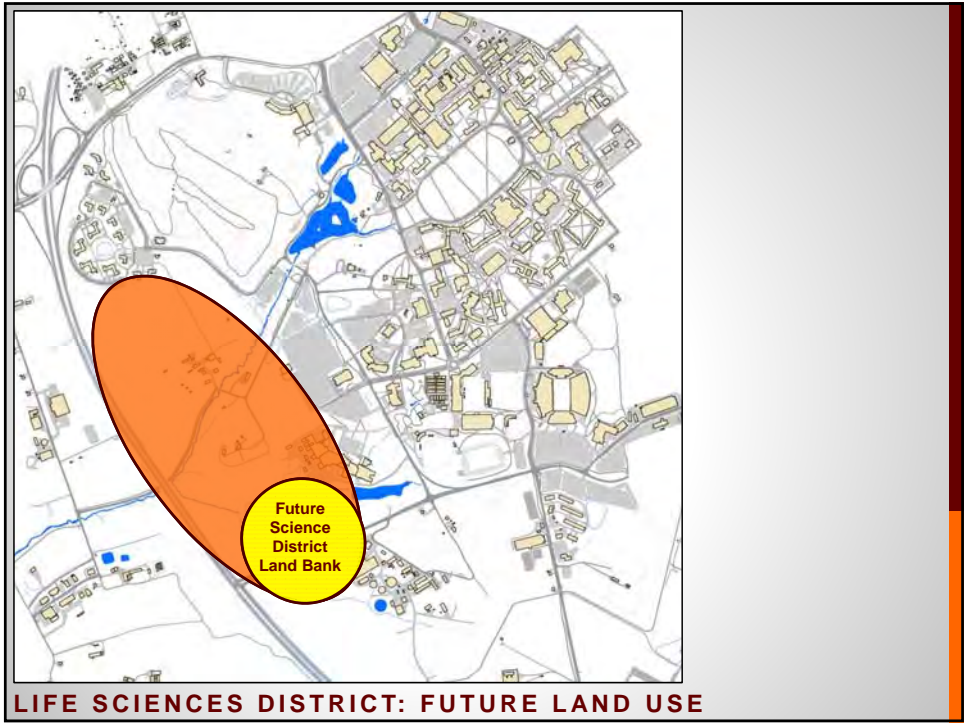 Future
Science
District
Land Bank
LIFE SCIENCES DISTRICT: FUTURE LAND USE